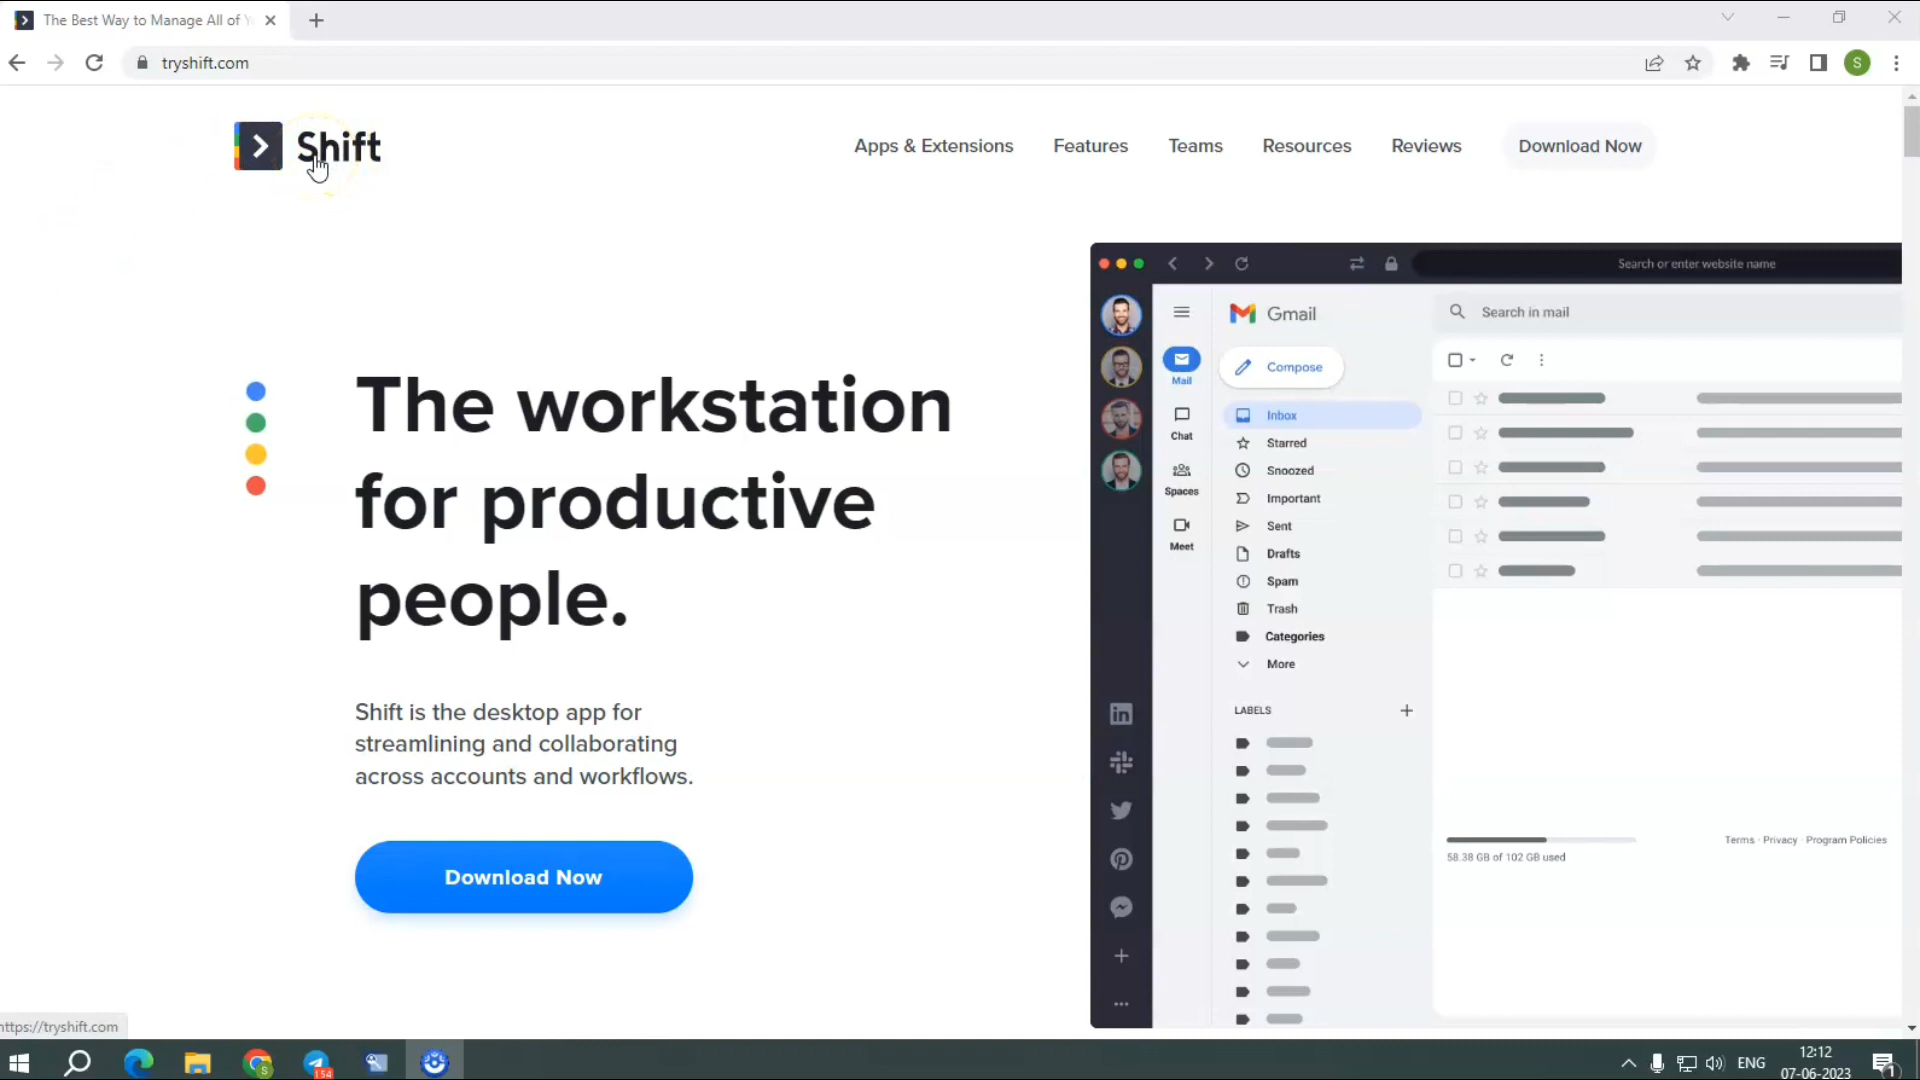 The Best Way to Manage All of Y
tryshift.com
S
Shift
Apps & Extensions
Features
Teams
Resources
Reviews
Download Now
The workstation
for productive
people.
Shift is the desktop app for
streamlining and collaborating
across accounts and workflows.
Download Now
Search or enter website name
Gmail
Search in mail
Mail
Compose
Inbox
Chat
Starred
Snoozed
Spaces
Important
Sent
Meet
Drafts
Spam
Trash
Categories
More
LABELS
58.38 GB of 102 GB used
Terms · Privacy · Program Policies
https://tryshift.com
S
154
ENG
12:12
07-06-2023
1